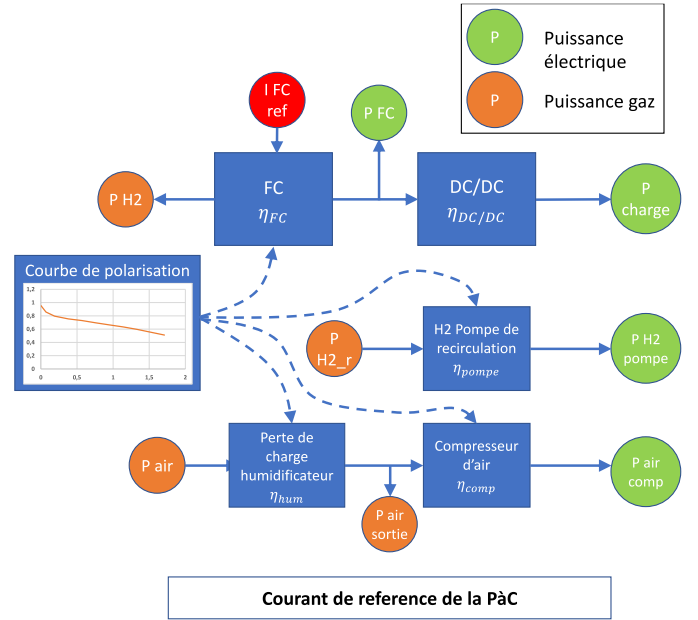 P
Puissance
électrique
P
Puissance gaz
I FC
ref
P FC
P H2
FC
ηFC
DC/DC
ηDC/DC
P
charge
Courbe de polarisation
1,2
1
0,8
0,6
0,4
0,2
0
0
0,5
1
1,5
2
P
H2_r
H2 Pompe de
recirculation
ηpompe
P H2
pompe
P air
Perte de
charge
humidificateur
ηhum
Compresseur
d'air
ηcomp
P air
comp
P air
sortie
Courant de reference de la PàC